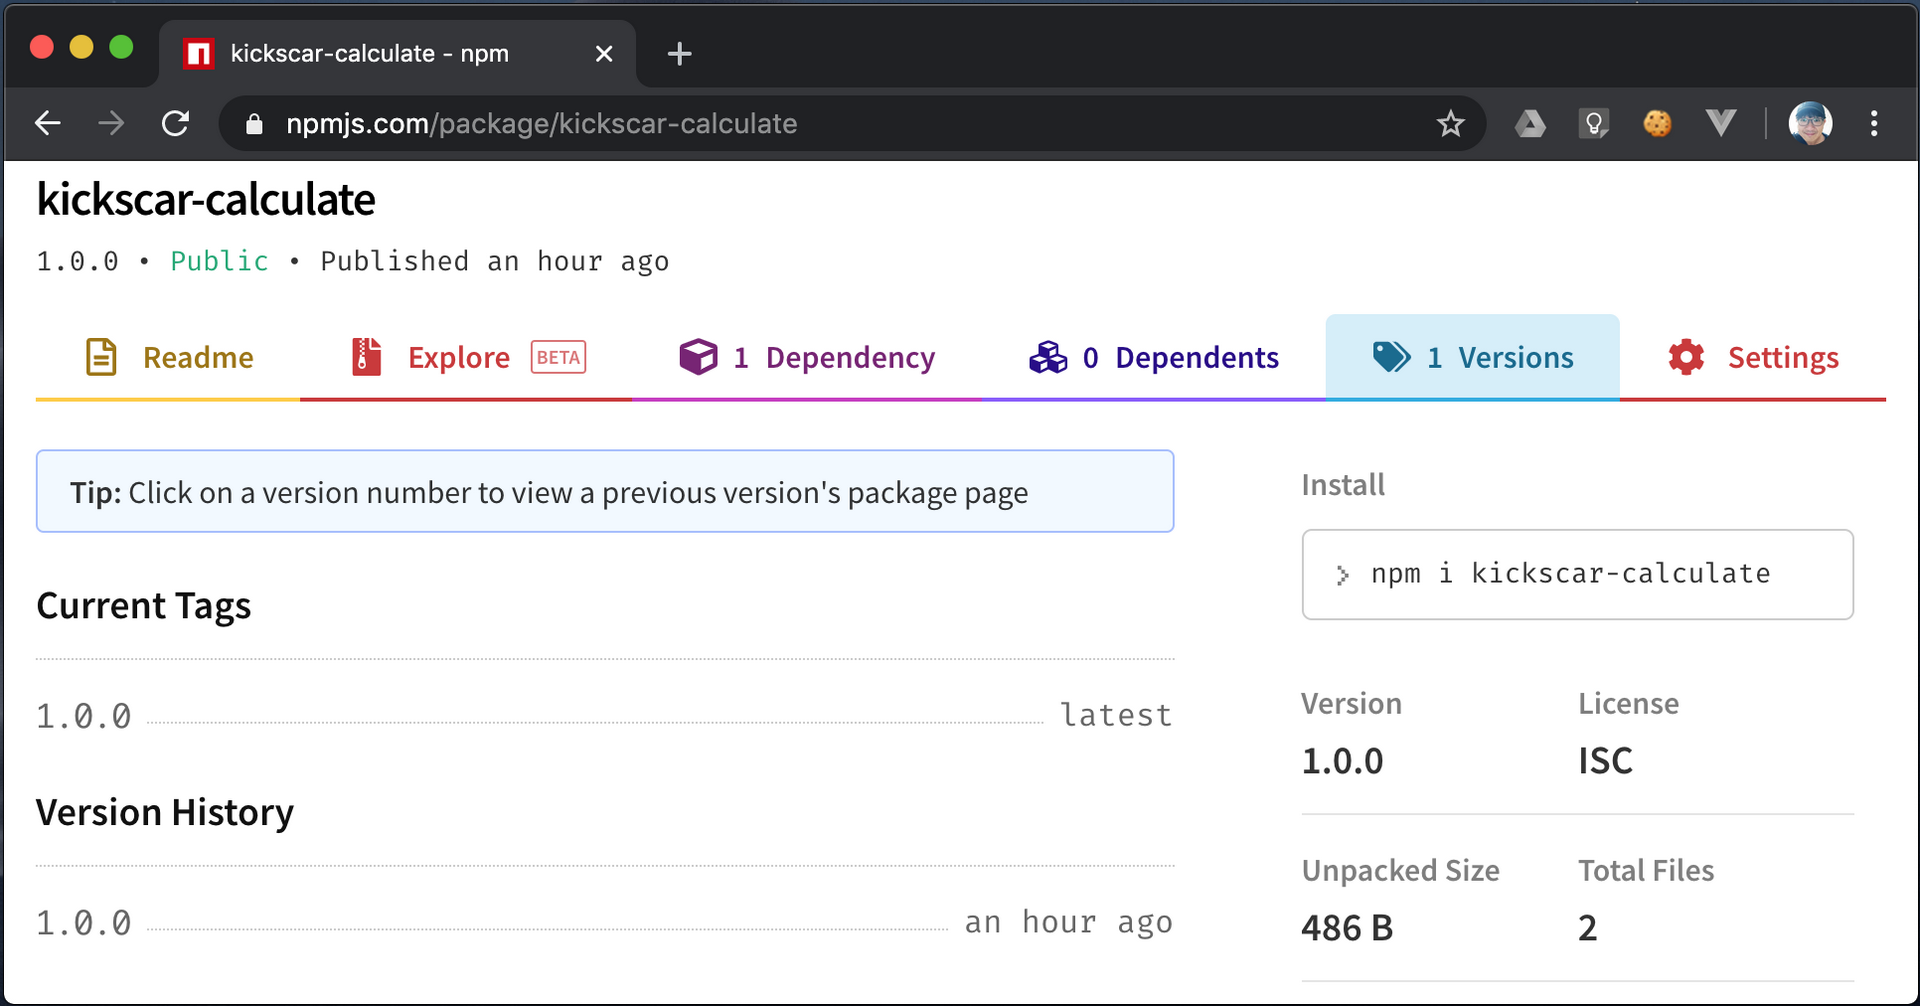 kickscar-calculate - npm
npmjs.com/package/kickscar-calculate
kickscar-calculate
1.0.0 • Public • Published an hour ago
Readme
Explore BETA
1 Dependency
0 Dependents
1 Versions
Settings
Tip: Click on a version number to view a previous version's package page
Current Tags
1.0.0 latest
Version History
1.0.0 an hour ago
Install
npm i kickscar-calculate
Version
1.0.0
License
ISC
Unpacked Size
486 B
Total Files
2